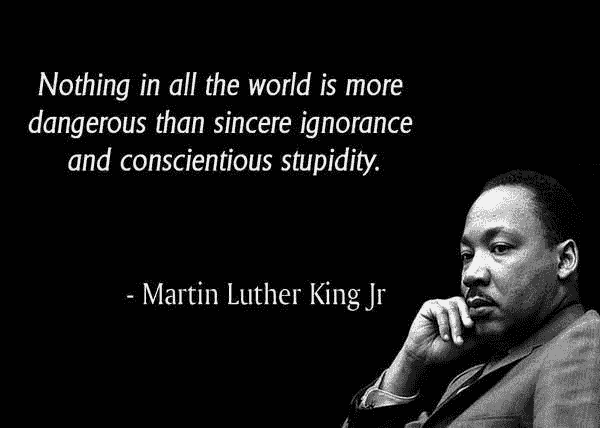 Nothing in all the world is more
dangerous than sincere ignorance
and conscientious stupidity.
- Martin Luther King Jr